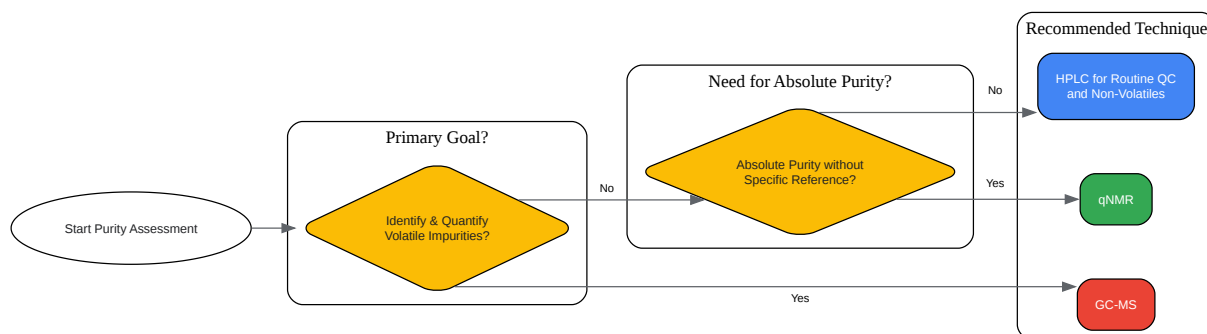 Recommended Technique
HPLC for Routine QC
and Non-Volatiles
Need for Absolute Purity?
No
Primary Goal?
Absolute Purity without
Specific Reference?
Yes
No
qNMR
Identify & Quantify
Volatile Impurities?
Start Purity Assessment
Yes
GC-MS